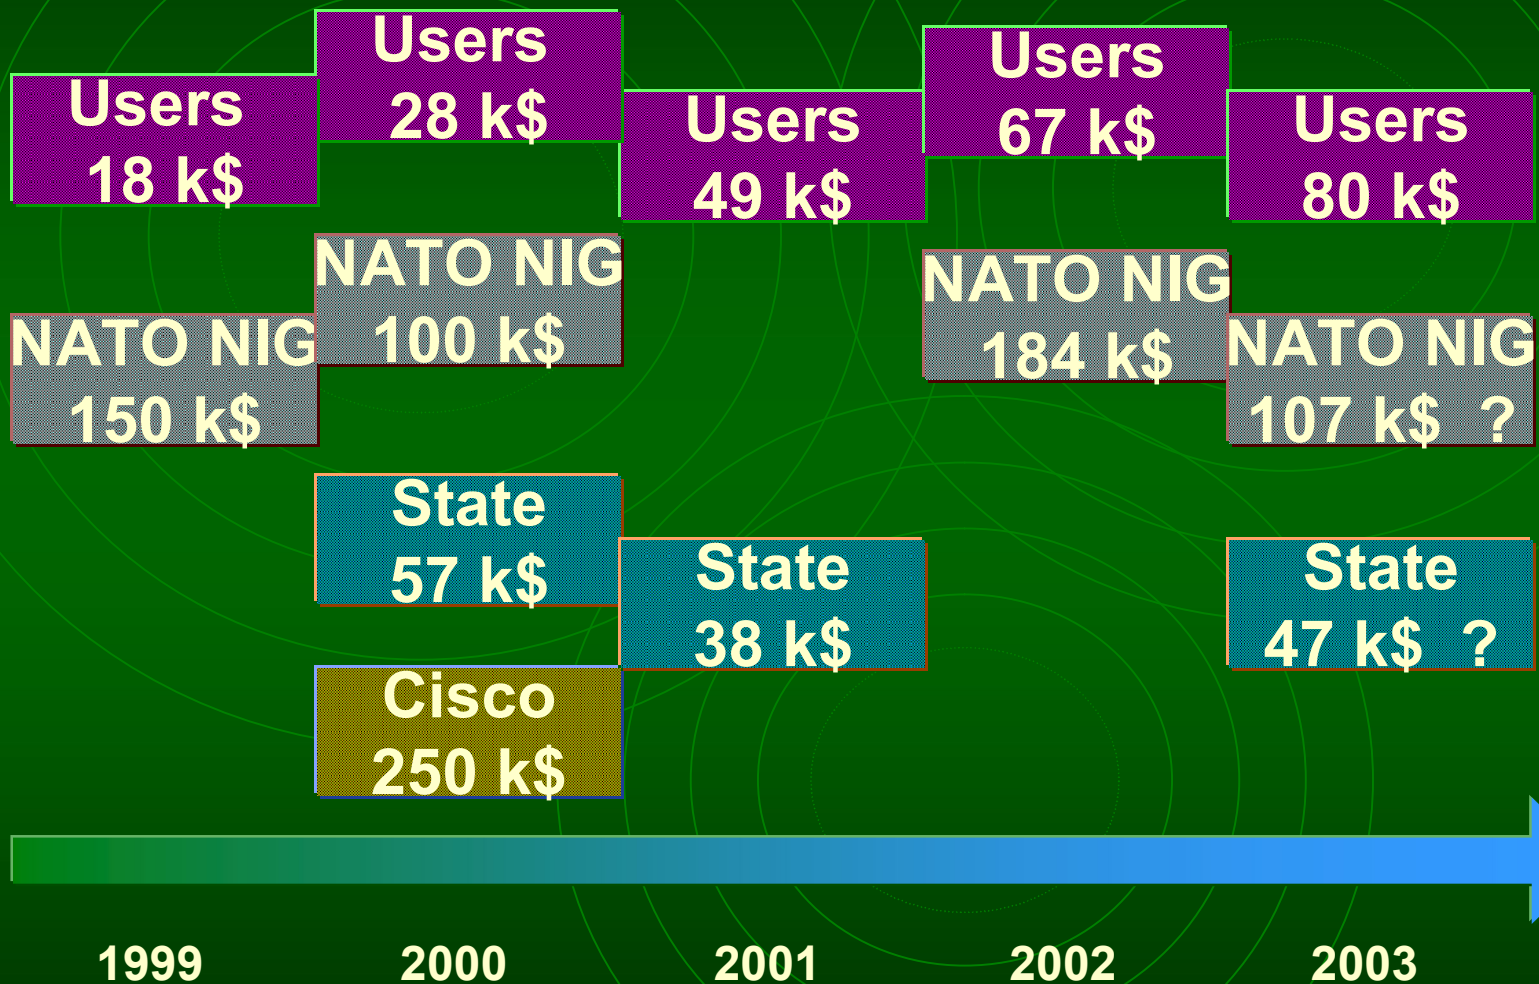 Users
18 k$
Users
28 k$
Users
49 k$
Users
67 k$
Users
80 k$
NATO NIG
150 k$
NATO NIG
100 k$
NATO NIG
184 k$
NATO NIG
107 k$ ?
State
57 k$
State
38 k$
State
47 k$ ?
Cisco
250 k$
1999
2000
2001
2002
2003